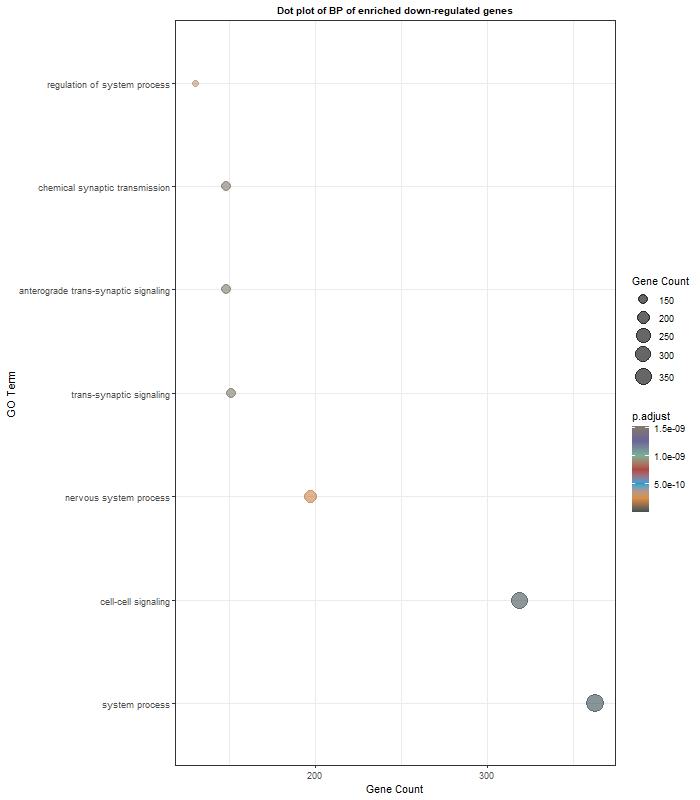 Dot plot of BP of enriched down-regulated genes
regulation of system process
chemical synaptic transmission
anterograde trans-synaptic signaling
trans-synaptic signaling
nervous system process
cell-cell signaling
system process
GO Term
200
300
Gene Count
Gene Count
150
200
250
300
350
p.adjust
1.5e-09
1.0e-09
5.0e-10